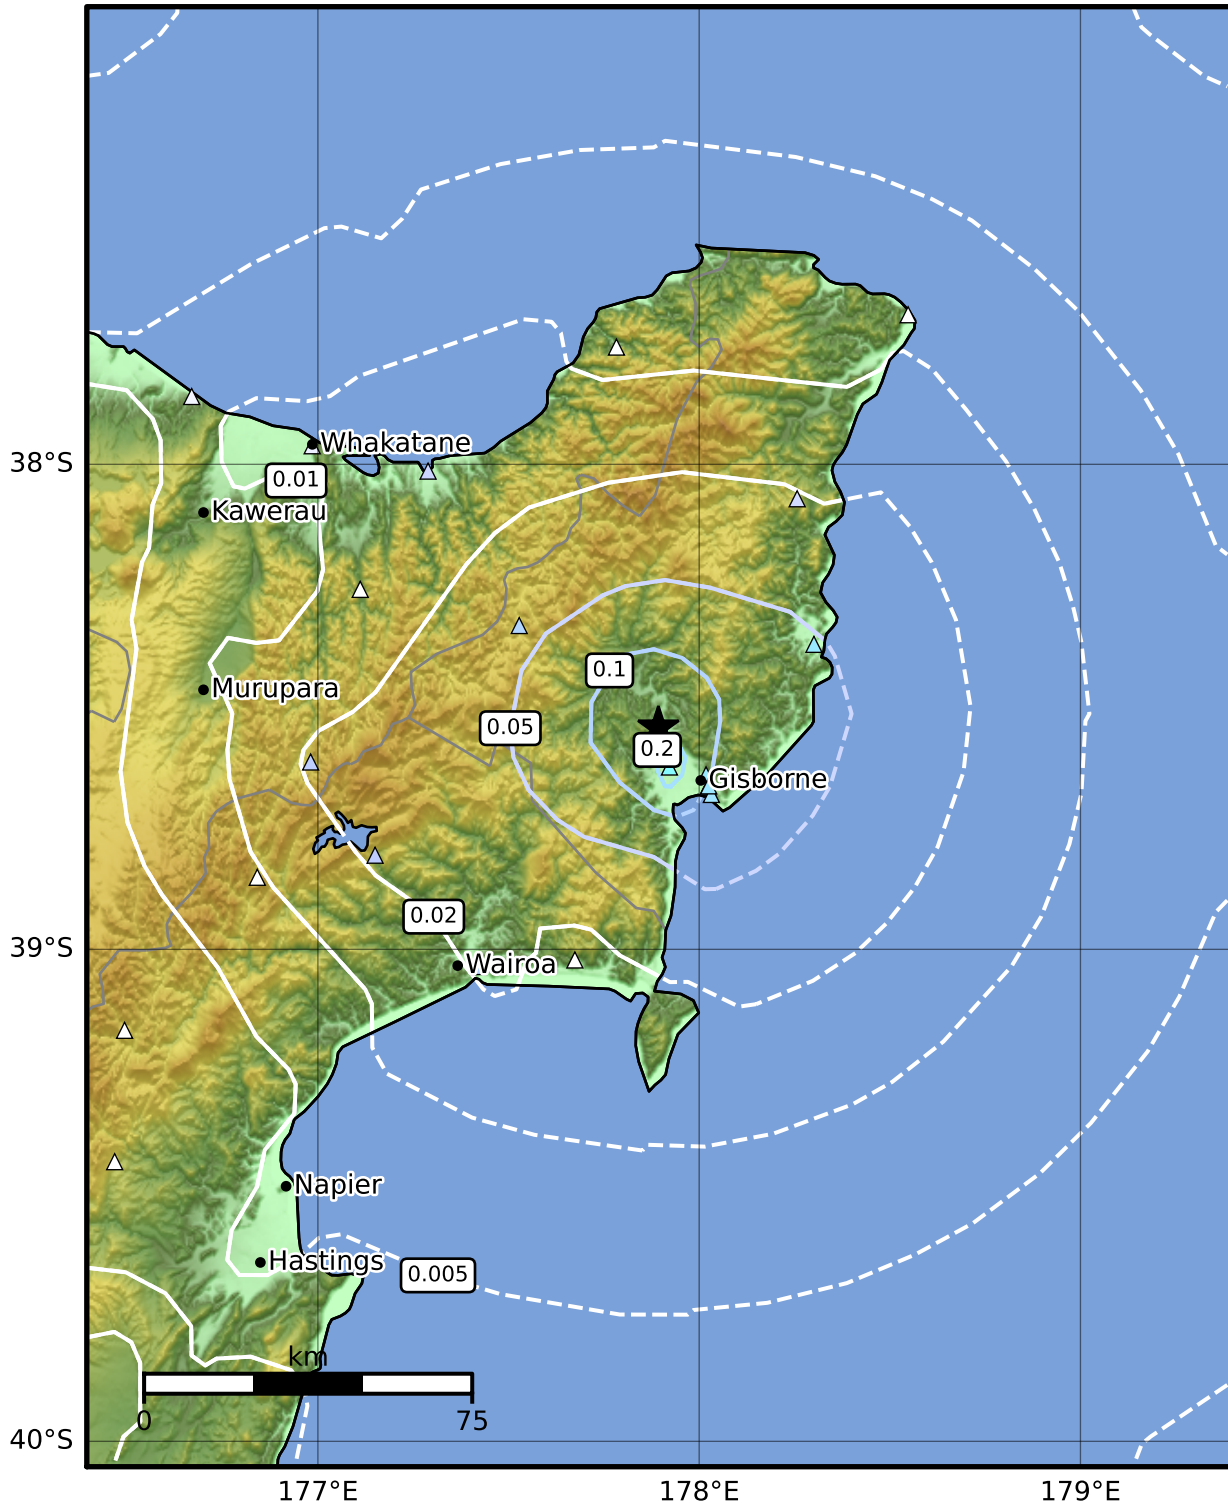 Whakatane
38°S
0.01
Kawerau
0.1
Murupara
0.05
0.2
Gisborne
0.02
39°S
Wairoa
Napier
Hastings
0.005
km
0
75
40°S
177°E
178°E
179°E